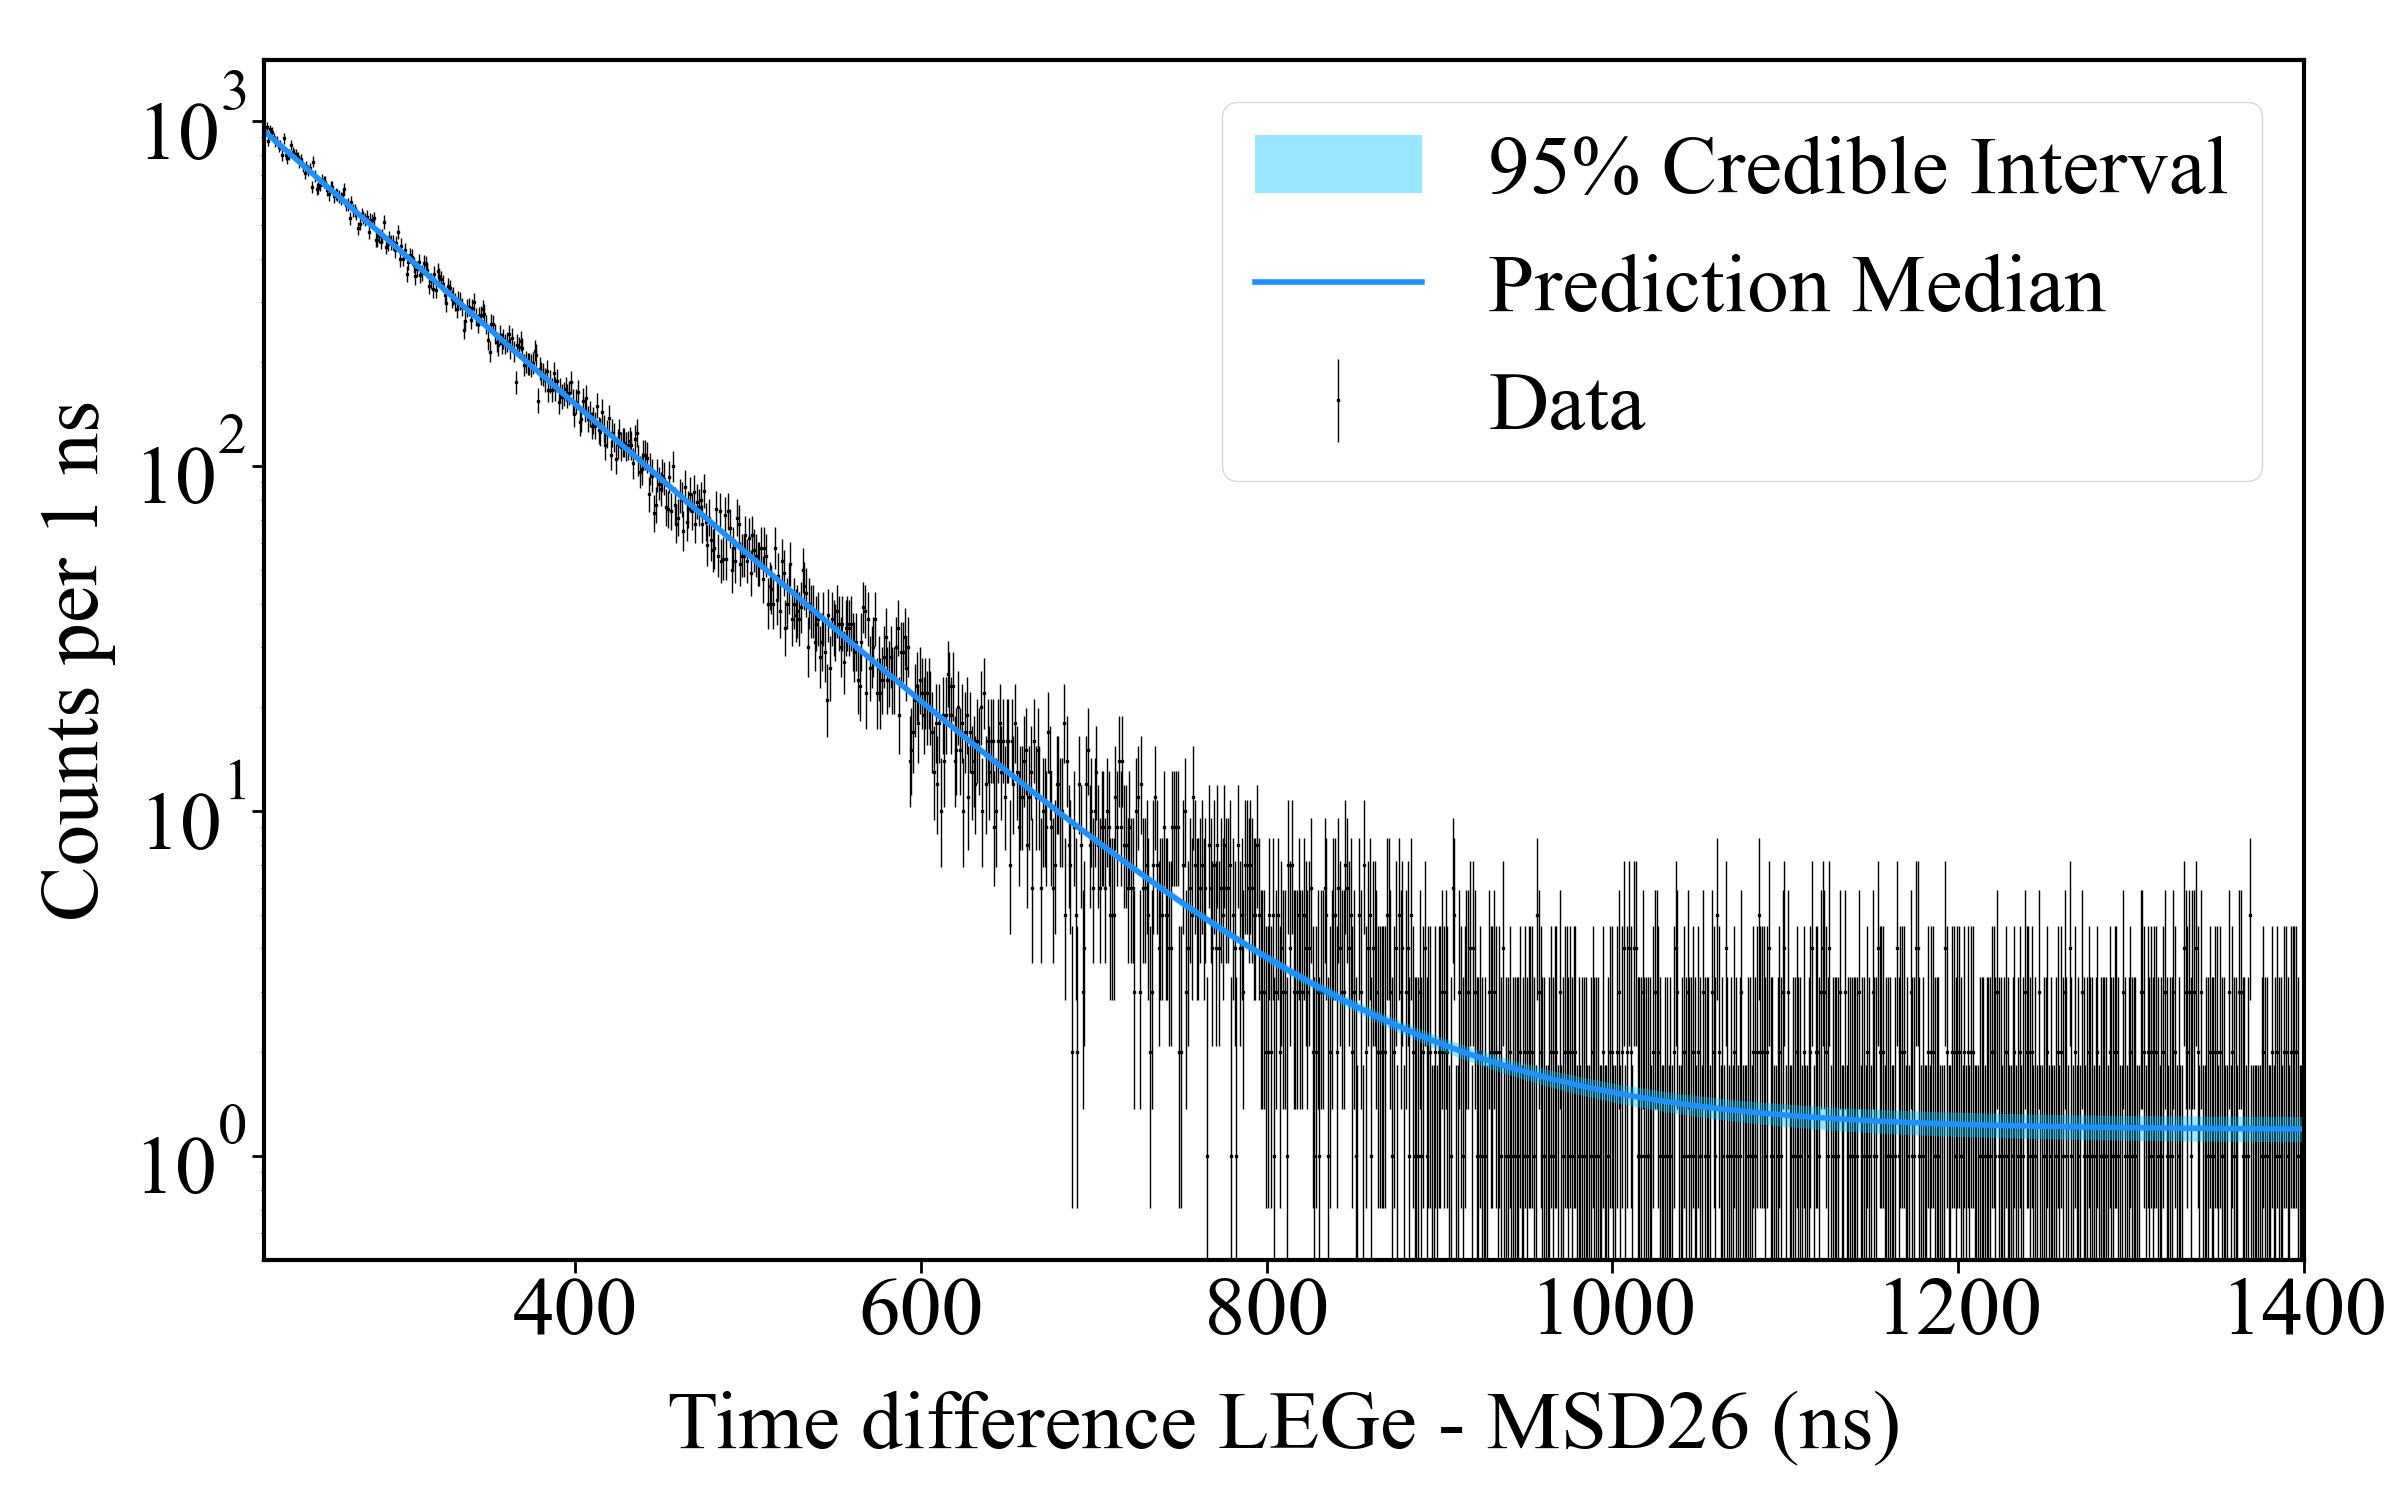 10^3
10^2
10^1
10^0
Counts per 1 ns
95% Credible Interval
Prediction Median
Data
400 600 800 1000 1200 1400
Time difference LEGe - MSD26 (ns)